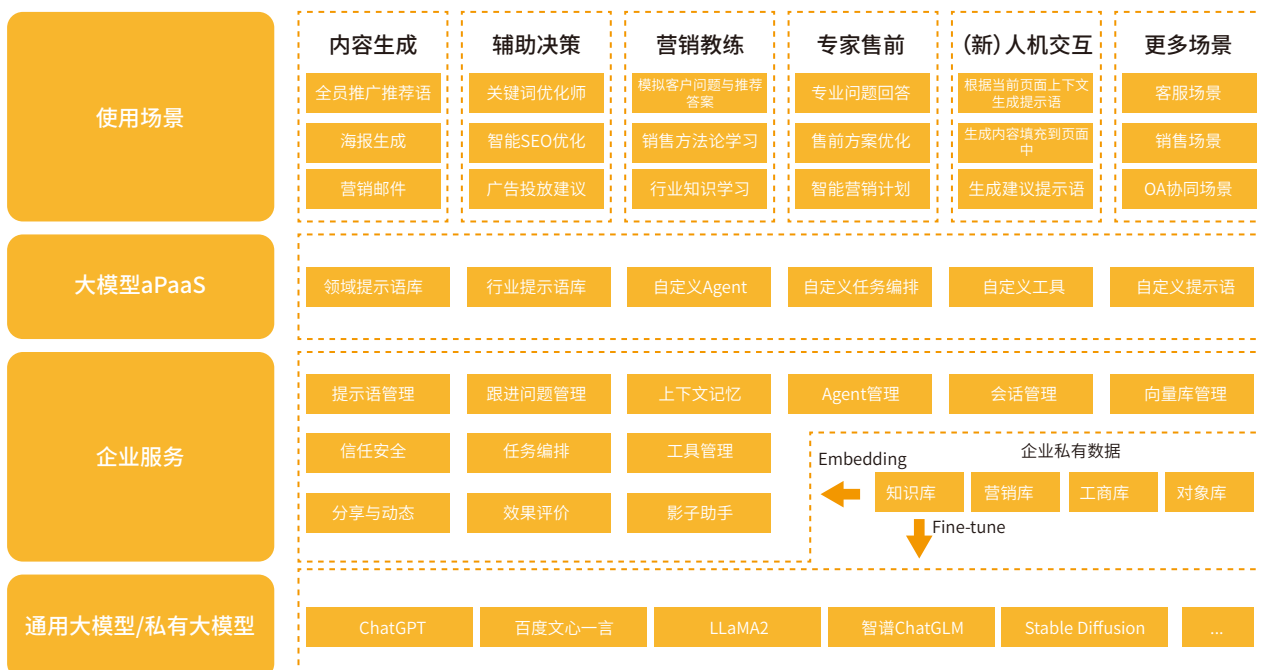 使用场景
内容生成
全员推广推荐语
海报生成
营销邮件
辅助决策
关键词优化师
智能SEO优化
广告投放建议
营销教练
模拟客户问题与推荐
答案
销售方法论学习
行业知识学习
专家售前
专业问题回答
售前方案优化
智能营销计划
(新)人机交互
根据当前页面上下文
生成提示语
生成内容填充到页面
中
生成建议提示语
更多场景
客服场景
销售场景
OA协同场景
大模型aPaaS
领域提示语库
行业提示语库
自定义Agent
自定义任务编排
自定义工具
自定义提示语
企业服务
提示语管理
跟进问题管理
上下文记忆
Agent管理
会话管理
向量库管理
信任安全
任务编排
工具管理
分享与动态
效果评价
影子助手
企业私有数据
Embedding
知识库
营销库
工商库
对象库
Fine-tune
通用大模型/私有大模型
ChatGPT
百度文心一言
LLaMA2
智谱ChatGLM
Stable Diffusion
...